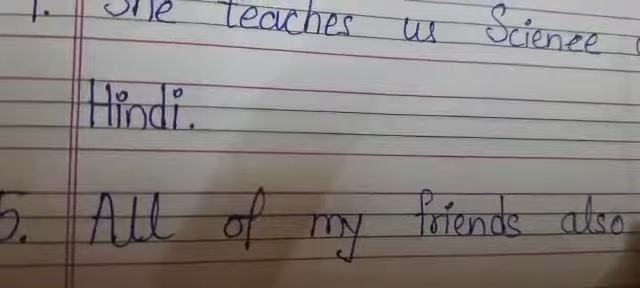 She teaches us Science
Hindi.
5. All of my friends also